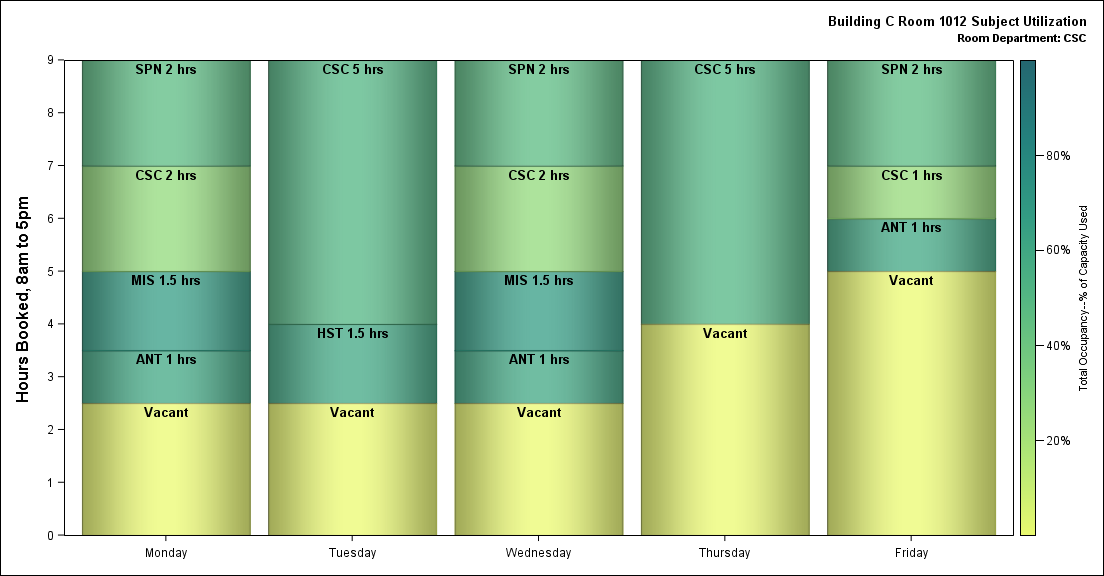 Building C Room 1012 Subject Utilization
Room Department: CSC
Hours Booked, 8am to 5pm
9
8
7
6
5
4
3
2
1
0
SPN 2 hrs
CSC 2 hrs
MIS 1.5 hrs
ANT 1 hrs
Vacant
CSC 5 hrs
HST 1.5 hrs
Vacant
SPN 2 hrs
CSC 2 hrs
MIS 1.5 hrs
ANT 1 hrs
Vacant
CSC 5 hrs
Vacant
SPN 2 hrs
CSC 1 hrs
ANT 1 hrs
Vacant
Monday
Tuesday
Wednesday
Thursday
Friday
80%
60%
40%
20%
Total Occupancy--% of Capacity Used